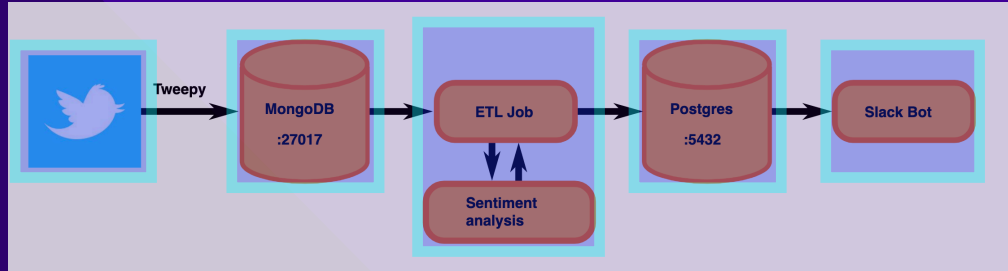 Tweepy
MongoDB
:27017
ETL Job
Sentiment
analysis
Postgres
:5432
Slack Bot